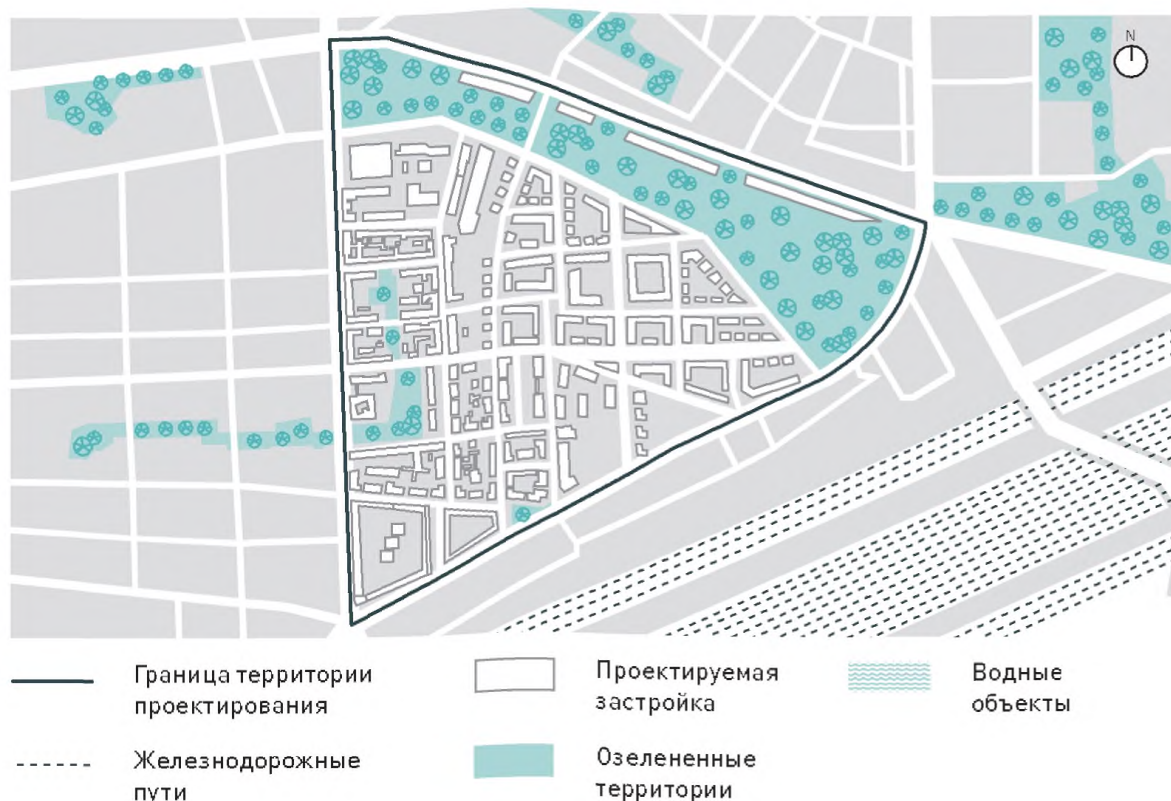 N
Граница территории
проектирования
Железнодорожные
пути
Проектируемая
застройка
Озелененные
территории
Водные
объекты